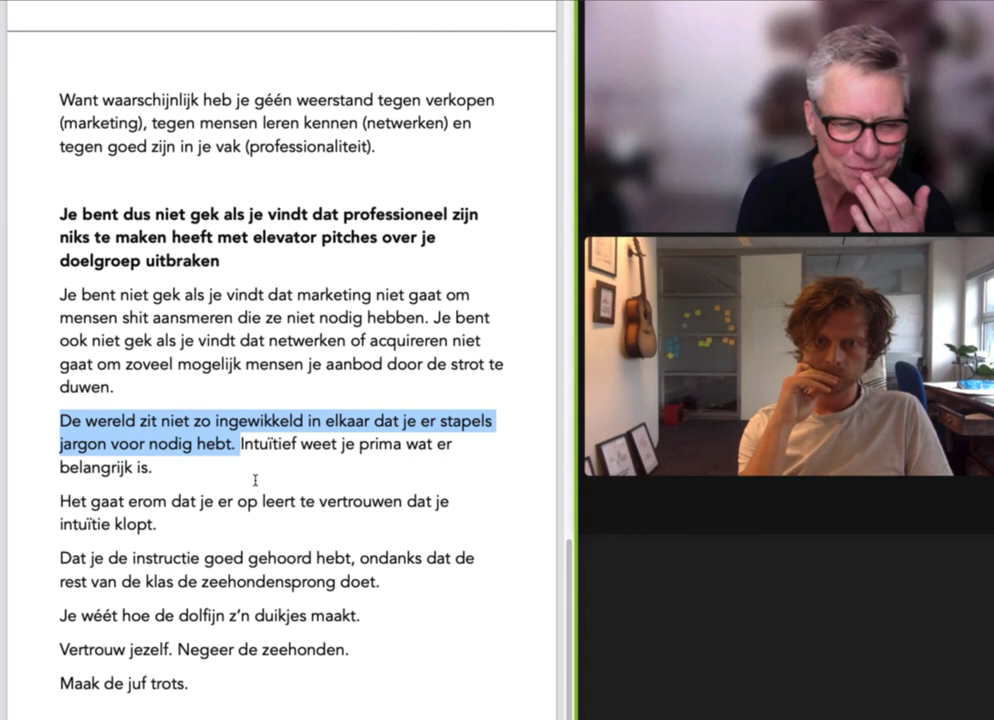 Want waarschijnlijk heb je géén weerstand tegen verkopen
(marketing), tegen mensen leren kennen (netwerken) en
tegen goed zijn in je vak (professionaliteit).
Je bent dus niet gek als je vindt dat professioneel zijn
niks te maken heeft met elevator pitches over je
doelgroep uitbraken
Je bent niet gek als je vindt dat marketing niet gaat om
mensen shit aansmeren die ze niet nodig hebben. Je bent
ook niet gek als je vindt dat netwerken of acquireren niet
gaat om zoveel mogelijk mensen je aanbod door de strot te
duwen.
De wereld zit niet zo ingewikkeld in elkaar dat je er stapels
jargon voor nodig hebt. Intuïtief weet je prima wat er
belangrijk is.
Het gaat erom dat je er op leert te vertrouwen dat je
intuïtie klopt.
Dat je de instructie goed gehoord hebt, ondanks dat de
rest van de klas de zeehondensprong doet.
Je wéét hoe de dolfijn z’n duikjes maakt.
Vertrouw jezelf. Negeer de zeehonden.
Maak de juf trots.